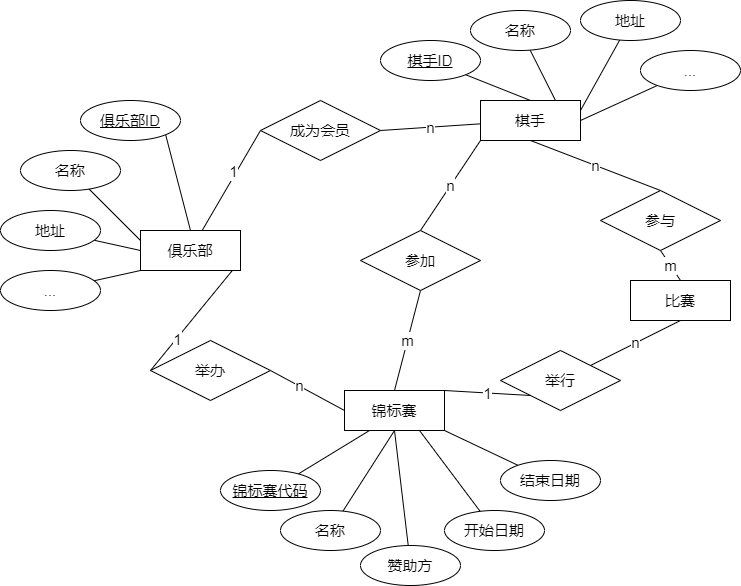 地址
名称
棋手ID
...
俱乐部ID
成为会员
n
棋手
名称
1
n
n
地址
俱乐部
参与
参加
m
...
比赛
1
m
n
举办
举行
n
1
锦标赛
结束日期
锦标赛代码
名称
开始日期
赞助方